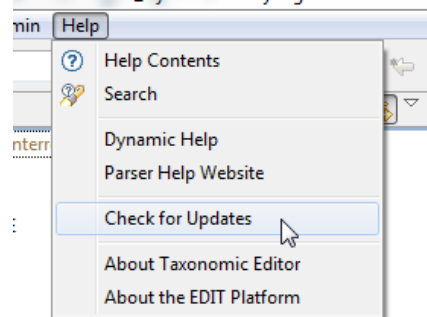 min Help
Help Contents
Search
Dynamic Help
Parser Help Website
Check for Updates
About Taxonomic Editor
About the EDIT Platform